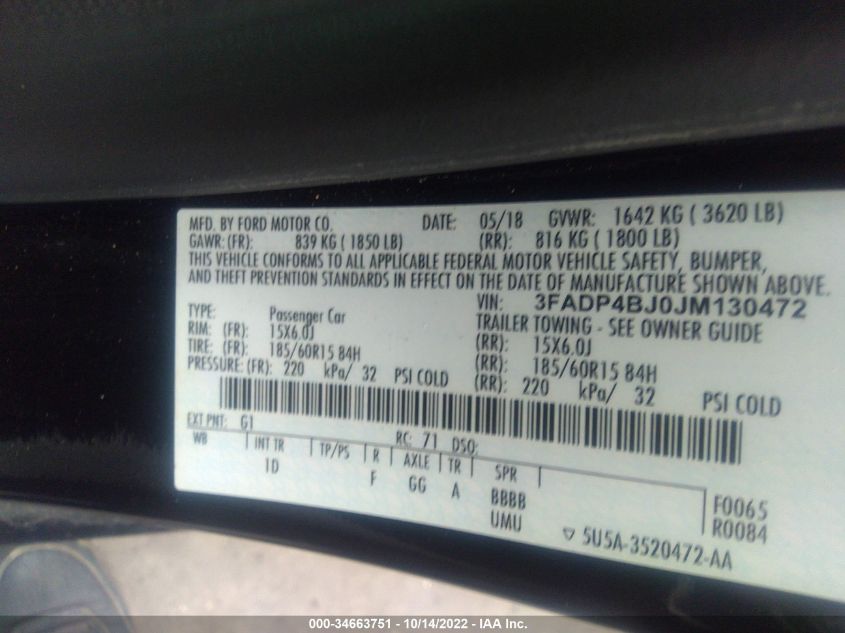 MFD. BY FORD MOTOR CO. DATE: 05/18 GVWR: 1642 KG ( 3620 LB)
GAWR:(FR): 839 KG ( 1850 LB) (RR): 816 KG ( 1800 LB)
THIS VEHICLE CONFORMS TO ALL APPLICABLE FEDERAL MOTOR VEHICLE SAFETY, BUMPER,
AND THEFT PREVENTION STANDARDS IN EFFECT ON THE DATE OF MANUFACTURE SHOWN ABOVE.
VIN: 3FADP4BJ0JM130472
TYPE: Passenger Car TRAILER TOWING - SEE OWNER GUIDE
RIM: (FR): 15X6.0J (RR): 15X6.0J
TIRE: (FR): 185/60R15 84H (RR): 185/60R15 84H
PRESSURE:(FR): 220 kPa/ 32 PSI COLD (RR): 220 kPa/ 32 PSI COLD
EXT PNT: G1 RC: 71 DSO:
WB INT TR TP/PS R AXLE TR SPR
1D F GG A BBBB F0065
UMU R0084
5U5A-3520472-AA
000-34663751 - 10/14/2022 - IAA Inc.